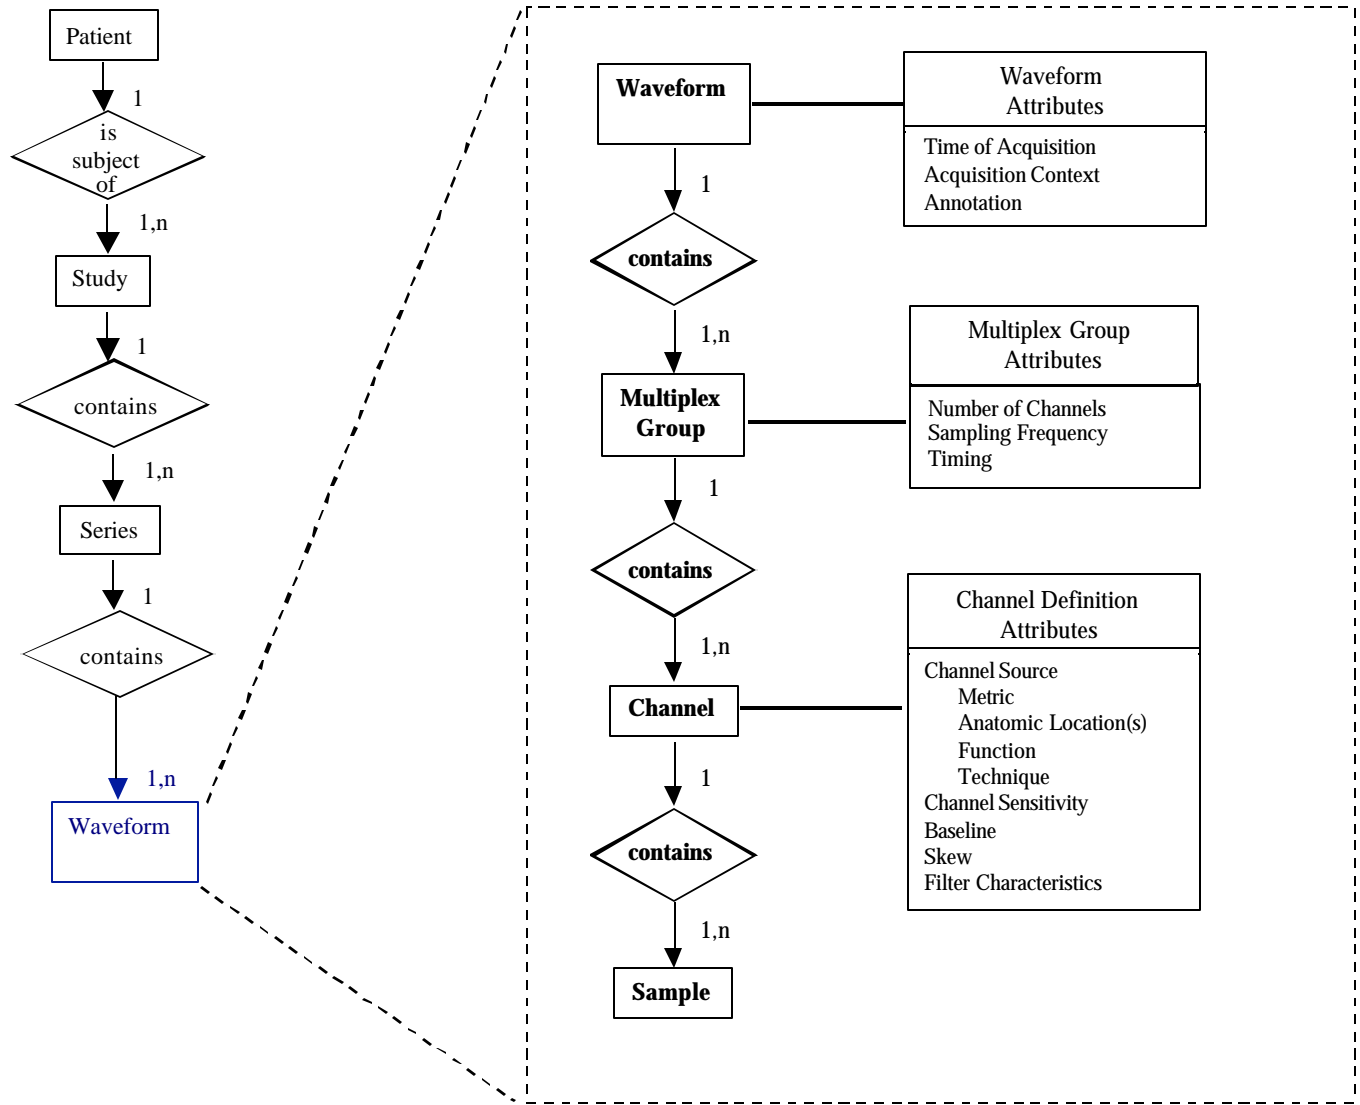 Patient
1
is
subject
of
1,n
Study
1
contains
1,n
Series
1
contains
1,n
Waveform
Waveform
1
contains
1,n
Multiplex
Group
1
contains
1,n
Channel
1
contains
1,n
Sample
Waveform
Attributes
Time of Acquisition
Acquisition Context
Annotation
Multiplex Group
Attributes
Number of Channels
Sampling Frequency
Timing
Channel Definition
Attributes
Channel Source
Metric
Anatomic Location(s)
Function
Technique
Channel Sensitivity
Baseline
Skew
Filter Characteristics